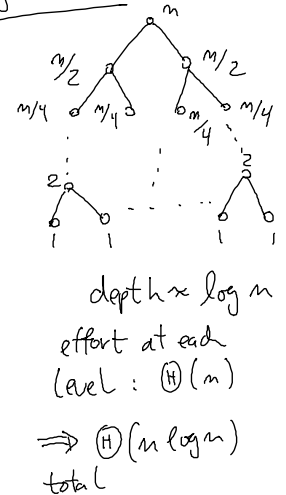 n
n/2 n/2
n/4 n/4 n/4 n/4
2 2
1 1 1 1
depth ≈ log n
effort at each
level : Θ(n)
⇒ Θ(n log n)
total